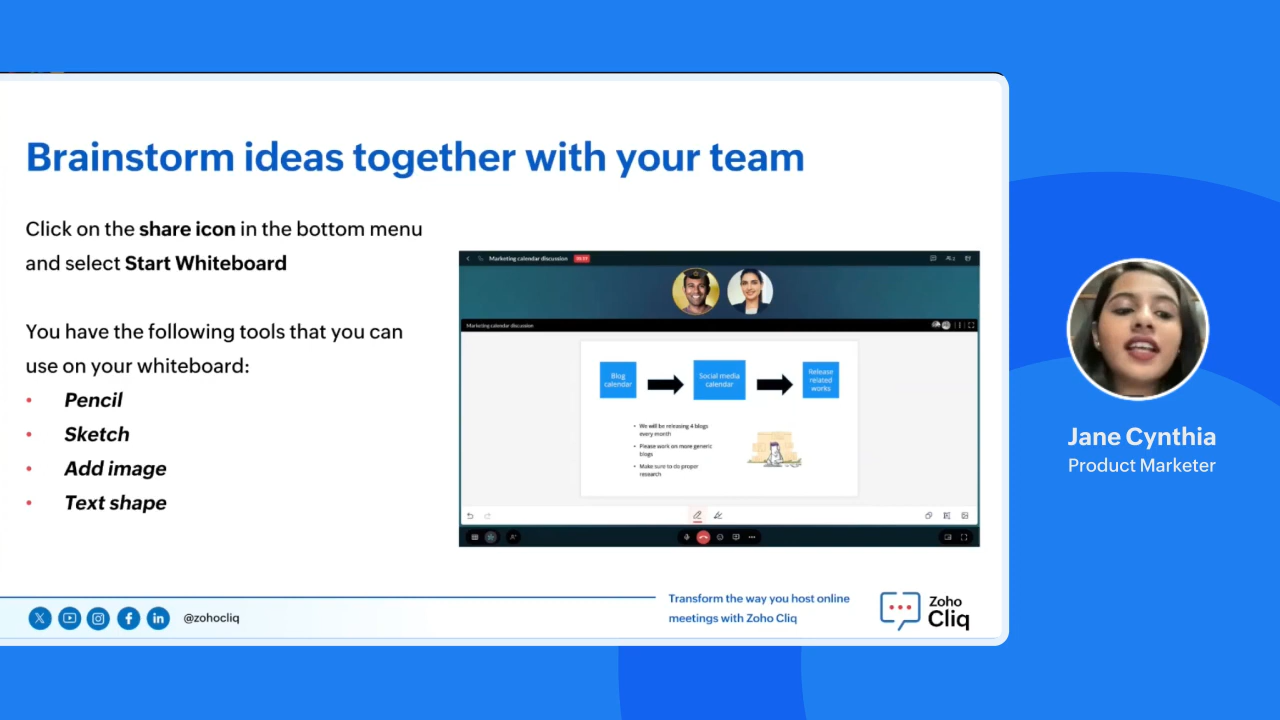 Brainstorm ideas together with your team
Click on the share icon in the bottom menu
and select Start Whiteboard
You have the following tools that you can
use on your whiteboard:
• Pencil
• Sketch
• Add image
• Text shape
Marketing calendar discussion
Marketing calendar discussion
Blog
calendar
Social media
calendar
Release
related
works
• We will be releasing 4 blogs
every month
• Please work on more generic
blogs
• Make sure to do proper
research
@zohocliq
Transform the way you host online
meetings with Zoho Cliq
Zoho
Cliq
Jane Cynthia
Product Marketer